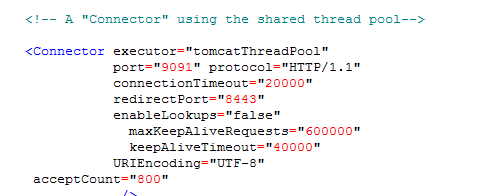 <!-- A "Connector" using the shared thread pool-->
<Connector executor="tomcatThreadPool"
port="9091" protocol="HTTP/1.1"
connectionTimeout="20000"
redirectPort="8443"
enableLookups="false"
maxKeepAliveRequests="600000"
keepAliveTimeout="40000"
URIEncoding="UTF-8"
acceptCount="800"
/>